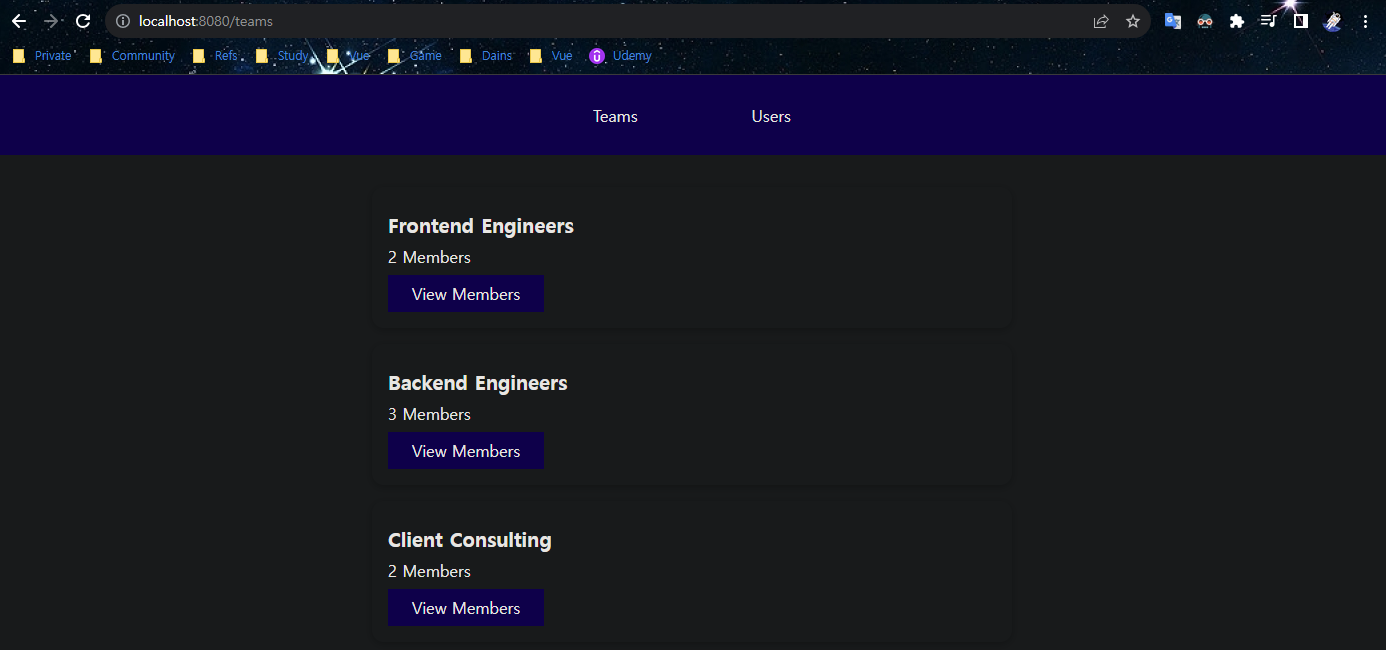 localhost:8080/teams
Private Community Refs. Study Vue Game Dains Vue Udemy
Teams Users
Frontend Engineers
2 Members
View Members
Backend Engineers
3 Members
View Members
Client Consulting
2 Members
View Members